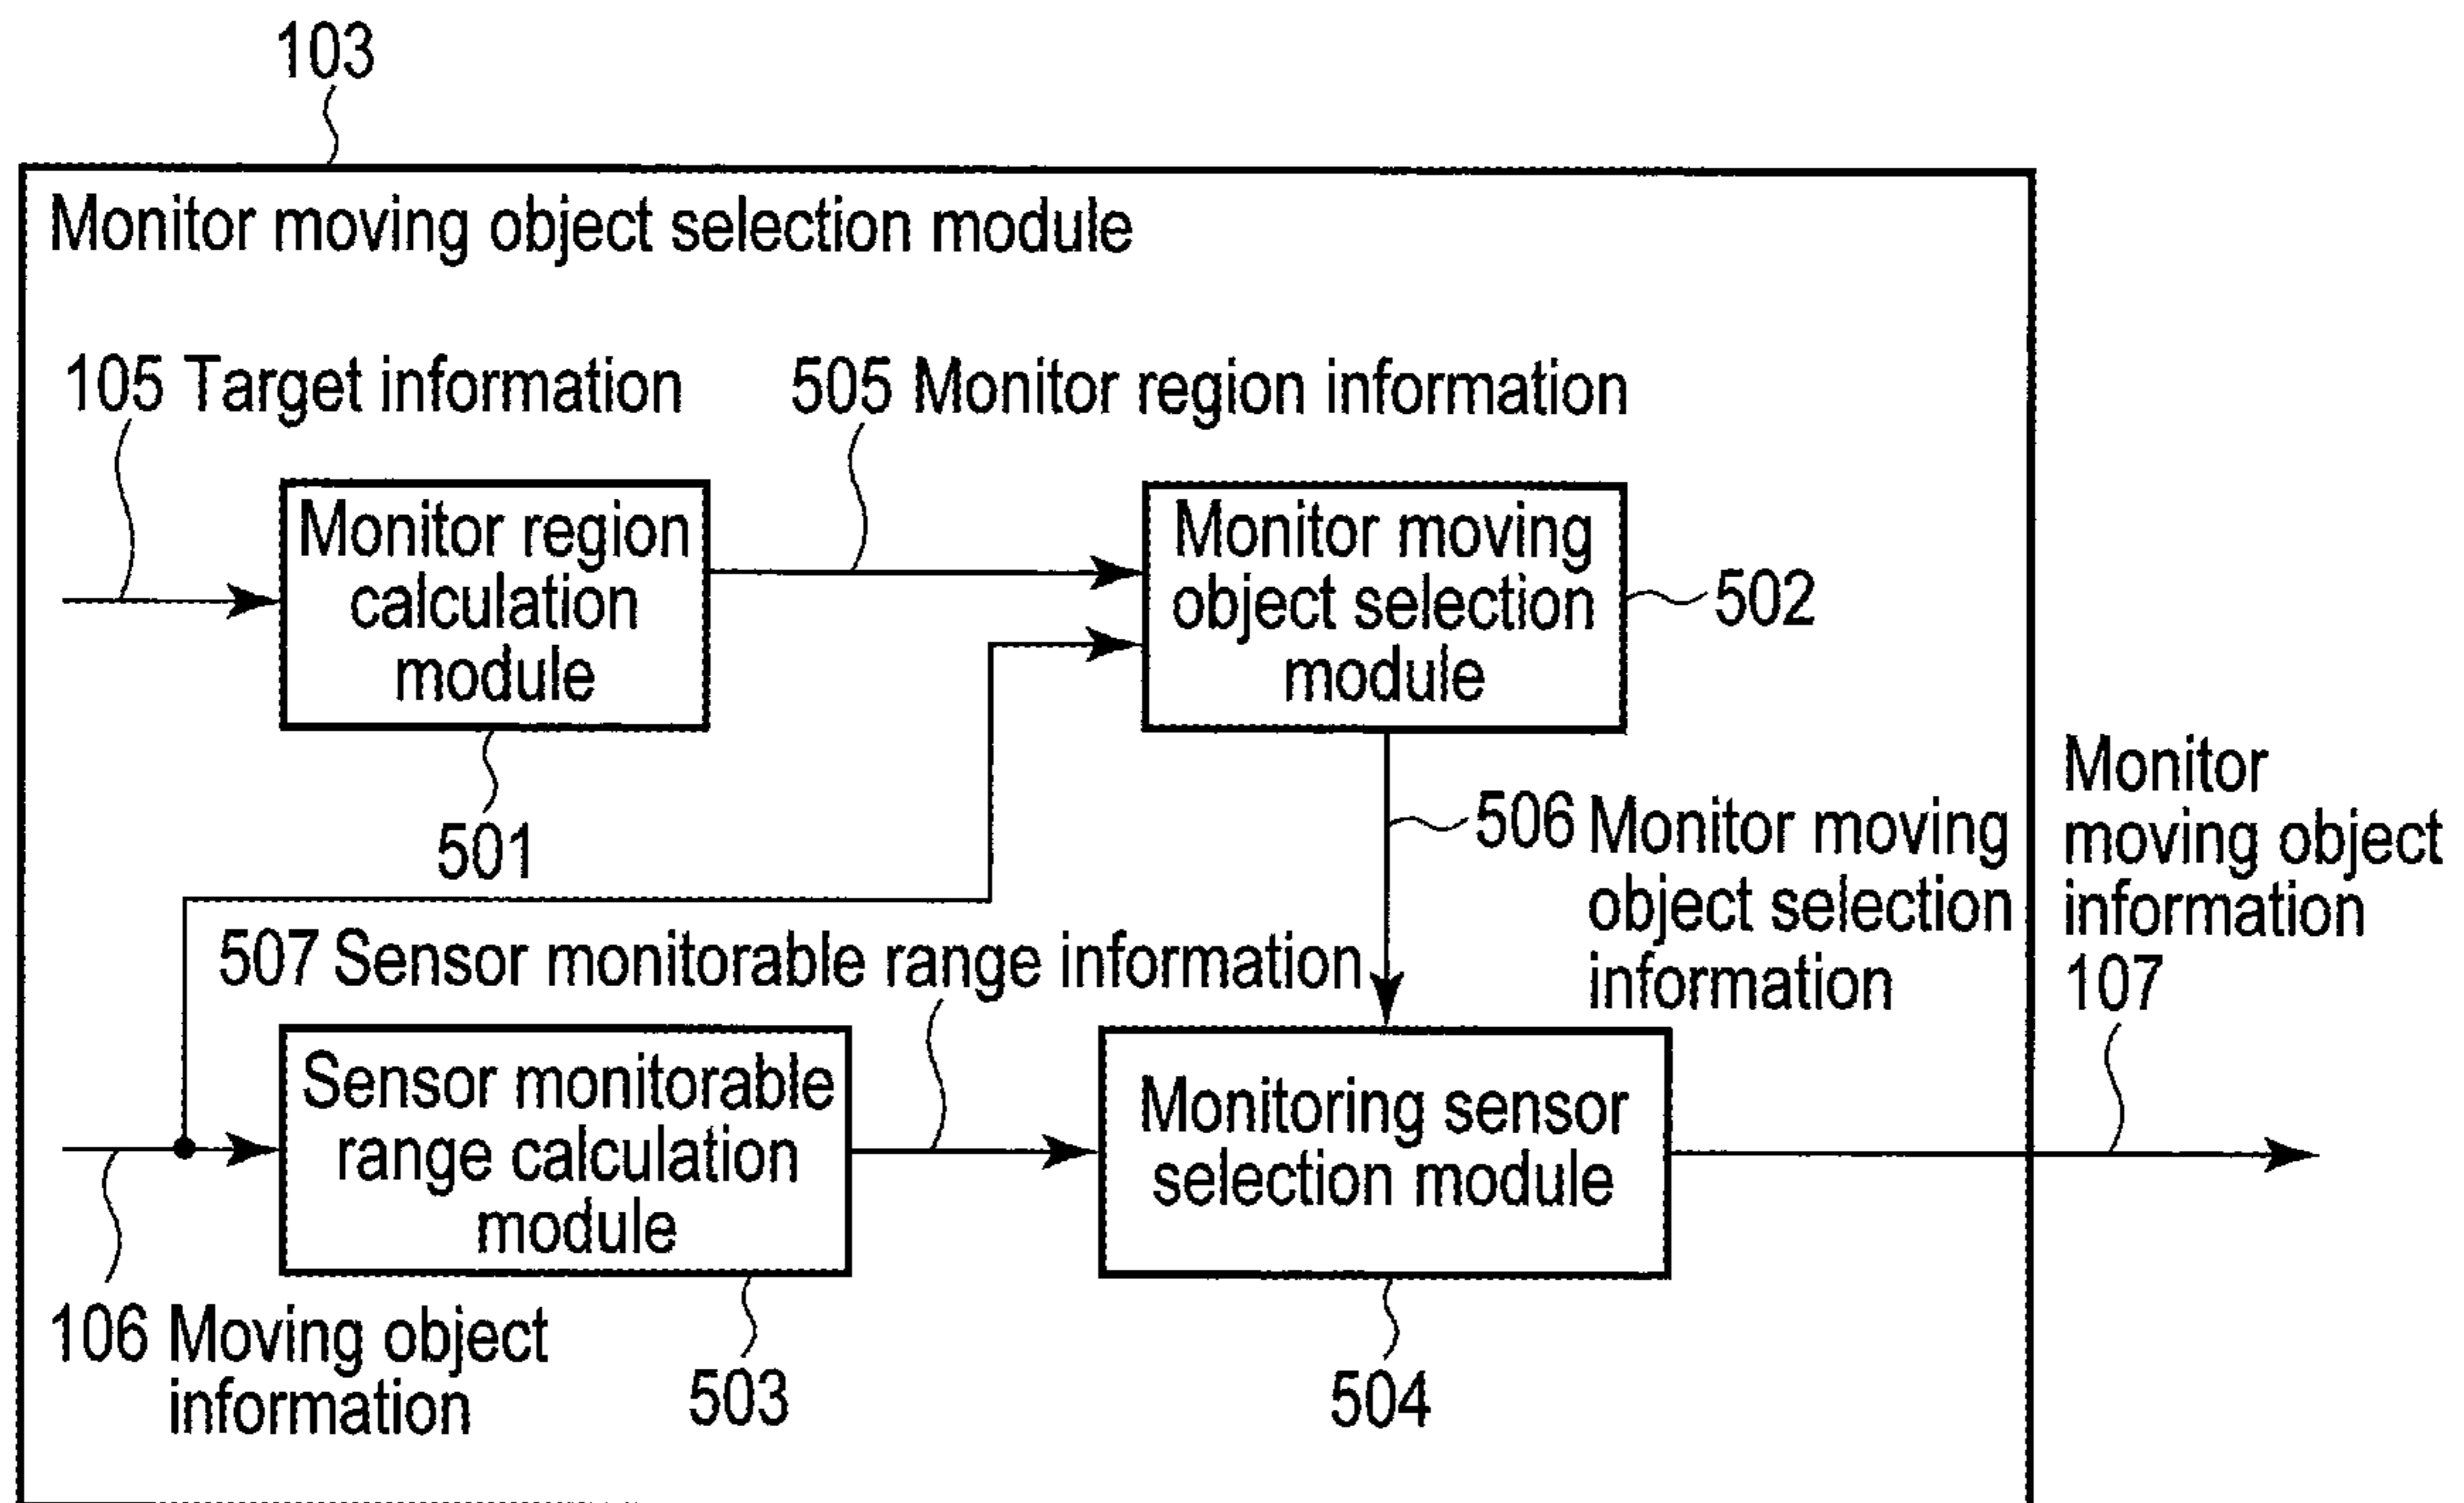 103
Monitor moving object selection module
105 Target information
505 Monitor region information
Monitor region
calculation
module
501
Monitor moving
object selection
module
502
506 Monitor moving
object selection
information
Monitor
moving object
information
107
507 Sensor monitorable range information
Sensor monitorable
range calculation
module
503
Monitoring sensor
selection module
504
106 Moving object
information